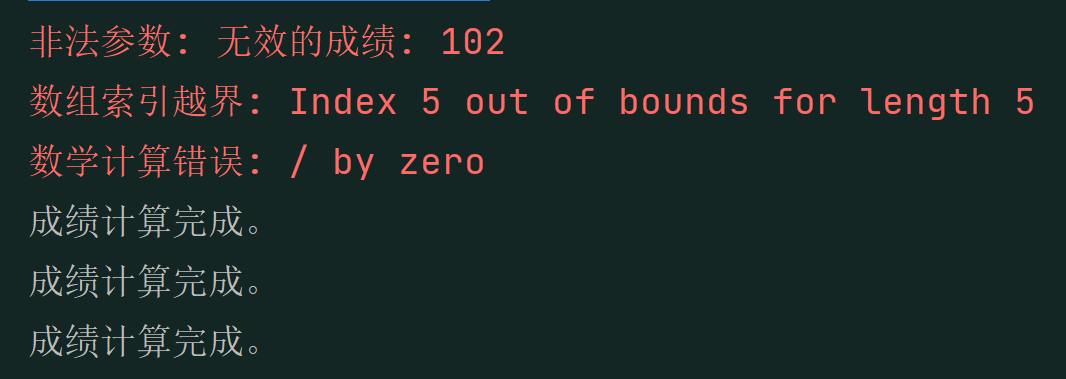 非法参数: 无效的成绩: 102
数组索引越界: Index 5 out of bounds for length 5
数学计算错误: / by zero
成绩计算完成。
成绩计算完成。
成绩计算完成。